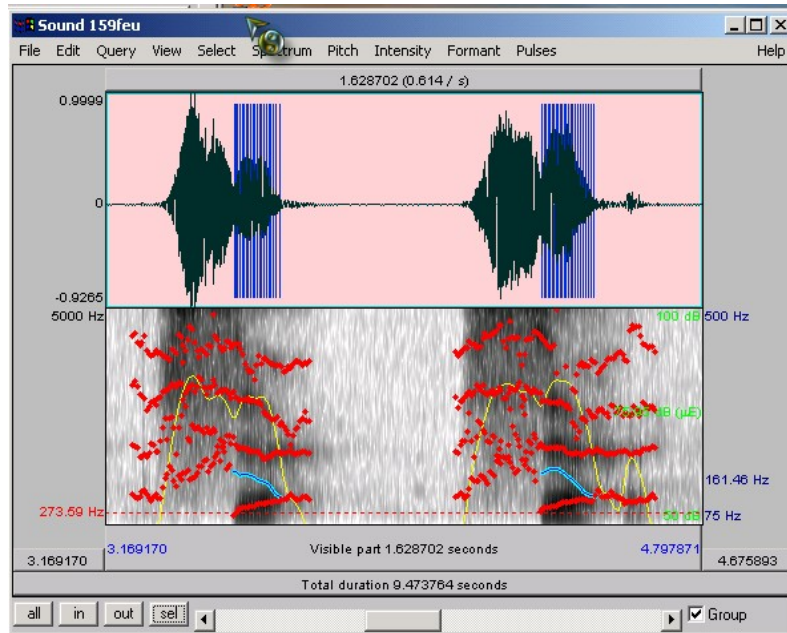 Sound 159feu
File Edit Query View Select Spectrum Pitch Intensity Formant Pulses Help
1.628702 (0.614 / s)
0.9999
0
-0.9265
5000 Hz 100 dB 500 Hz
dB (µE)
161.46 Hz
273.59 Hz 50 dB 75 Hz
3.169170 3.169170 Visible part 1.628702 seconds 4.797871 4.675893
Total duration 9.473764 seconds
all in out sel Group